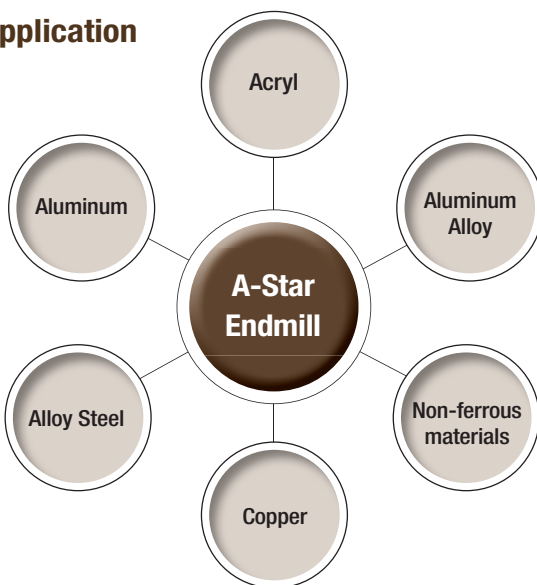 pplication
Acryl
Aluminum
Aluminum
Alloy
A-Star
Endmill
Alloy Steel
Non-ferrous
materials
Copper